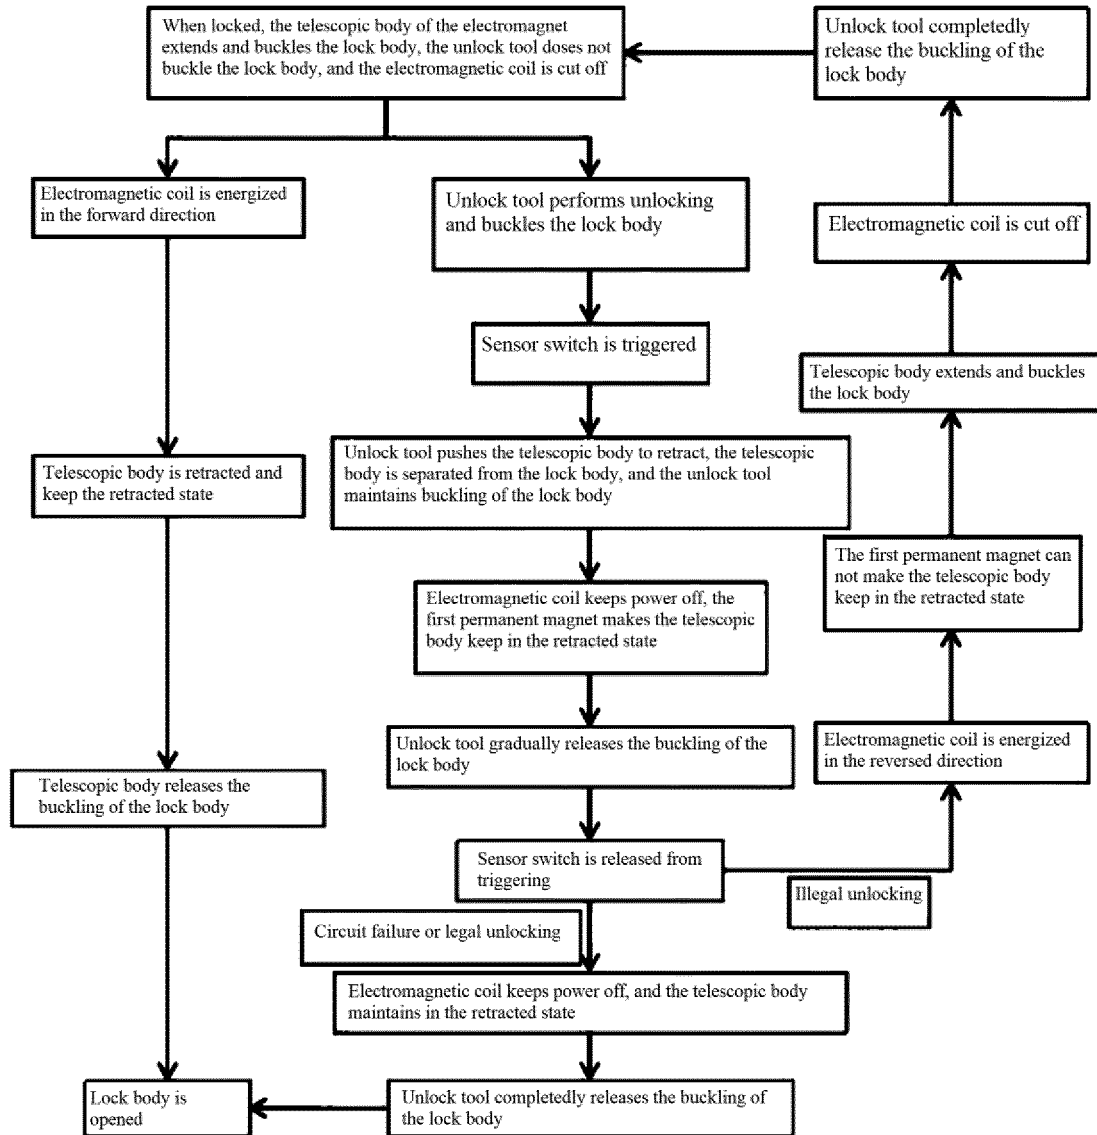 When locked, the telescopic body of the electromagnet
extends and buckles the lock body, the unlock tool doses not
buckle the lock body, and the electromagnetic coil is cut off
Unlock tool completedly
release the buckling of the
lock body
Electromagnetic coil is energized
in the forward direction
Unlock tool performs unlocking
and buckles the lock body
Electromagnetic coil is cut off
Sensor switch is triggered
Telescopic body extends and buckles
the lock body
Telescopic body is retracted and
keep the retracted state
Unlock tool pushes the telescopic body to retract, the telescopic
body is separated from the lock body, and the unlock tool
maintains buckling of the lock body
The first permanent magnet can
not make the telescopic body
keep in the retracted state
Electromagnetic coil keeps power off, the
first permanent magnet makes the telescopic
body keep in the retracted state
Unlock tool gradually releases the buckling of the
lock body
Electromagnetic coil is energized
in the reversed direction
Telescopic body releases the
buckling of the lock body
Sensor switch is released from
triggering
Illegal unlocking
Circuit failure or legal unlocking
Electromagnetic coil keeps power off, and the telescopic body
maintains in the retracted state
Lock body is
opened
Unlock tool completedly releases the buckling of
the lock body